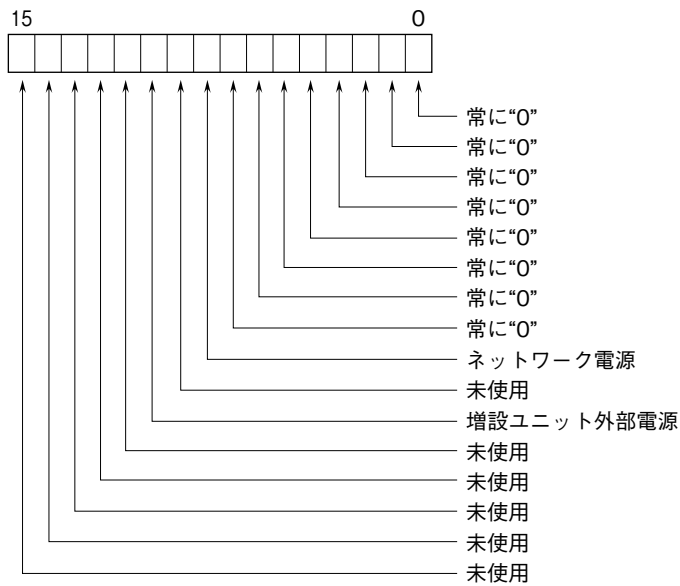 15 0
常に“0”
常に“0”
常に“0”
常に“0”
常に“0”
常に“0”
常に“0”
常に“0”
ネットワーク電源
未使用
増設ユニット外部電源
未使用
未使用
未使用
未使用
未使用